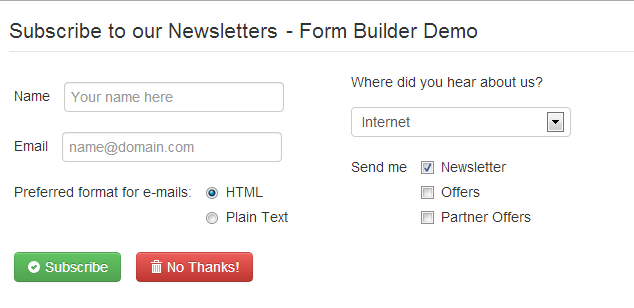 Subscribe to our Newsletters - Form Builder Demo
Name
Your name here
Email
name@domain.com
Preferred format for e-mails:
HTML
Plain Text
Where did you hear about us?
Internet
Send me
Newsletter
Offers
Partner Offers
Subscribe
No Thanks!